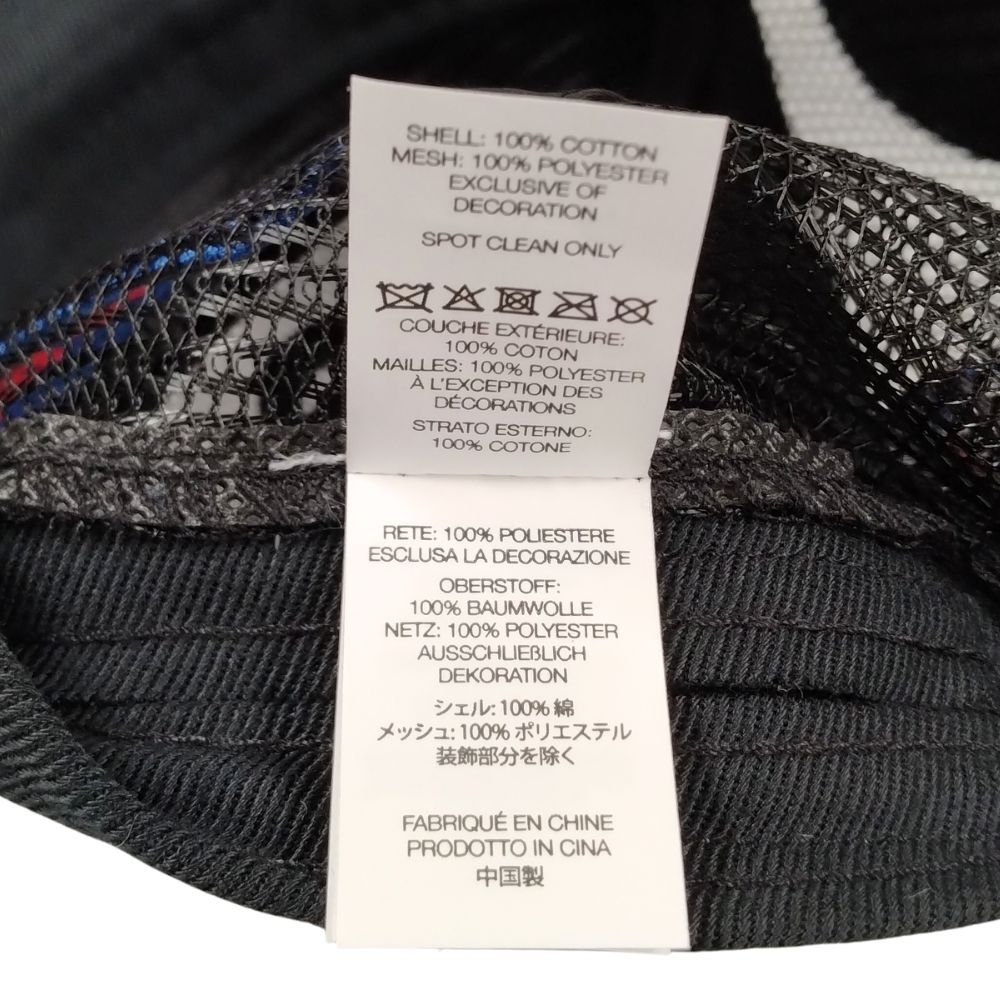 SHELL: 100% COTTON
MESH: 100% POLYESTER
EXCLUSIVE OF
DECORATION
SPOT CLEAN ONLY
COUCHE EXTÉRIEURE:
100% COTON
MAILLES: 100% POLYESTER
À L'EXCEPTION DES
DÉCORATIONS
STRATO ESTERNO:
100% COTONE
RETE: 100% POLIESTERE
ESCLUSA LA DECORAZIONE
OBERSTOFF:
100% BAUMWOLLE
NETZ: 100% POLYESTER
AUSSCHLIEßLICH
DEKORATION
シェル: 100% 綿
メッシュ: 100% ポリエステル
装飾部分を除く
FABRIQUÉ EN CHINE
PRODOTTO IN CINA
中国製